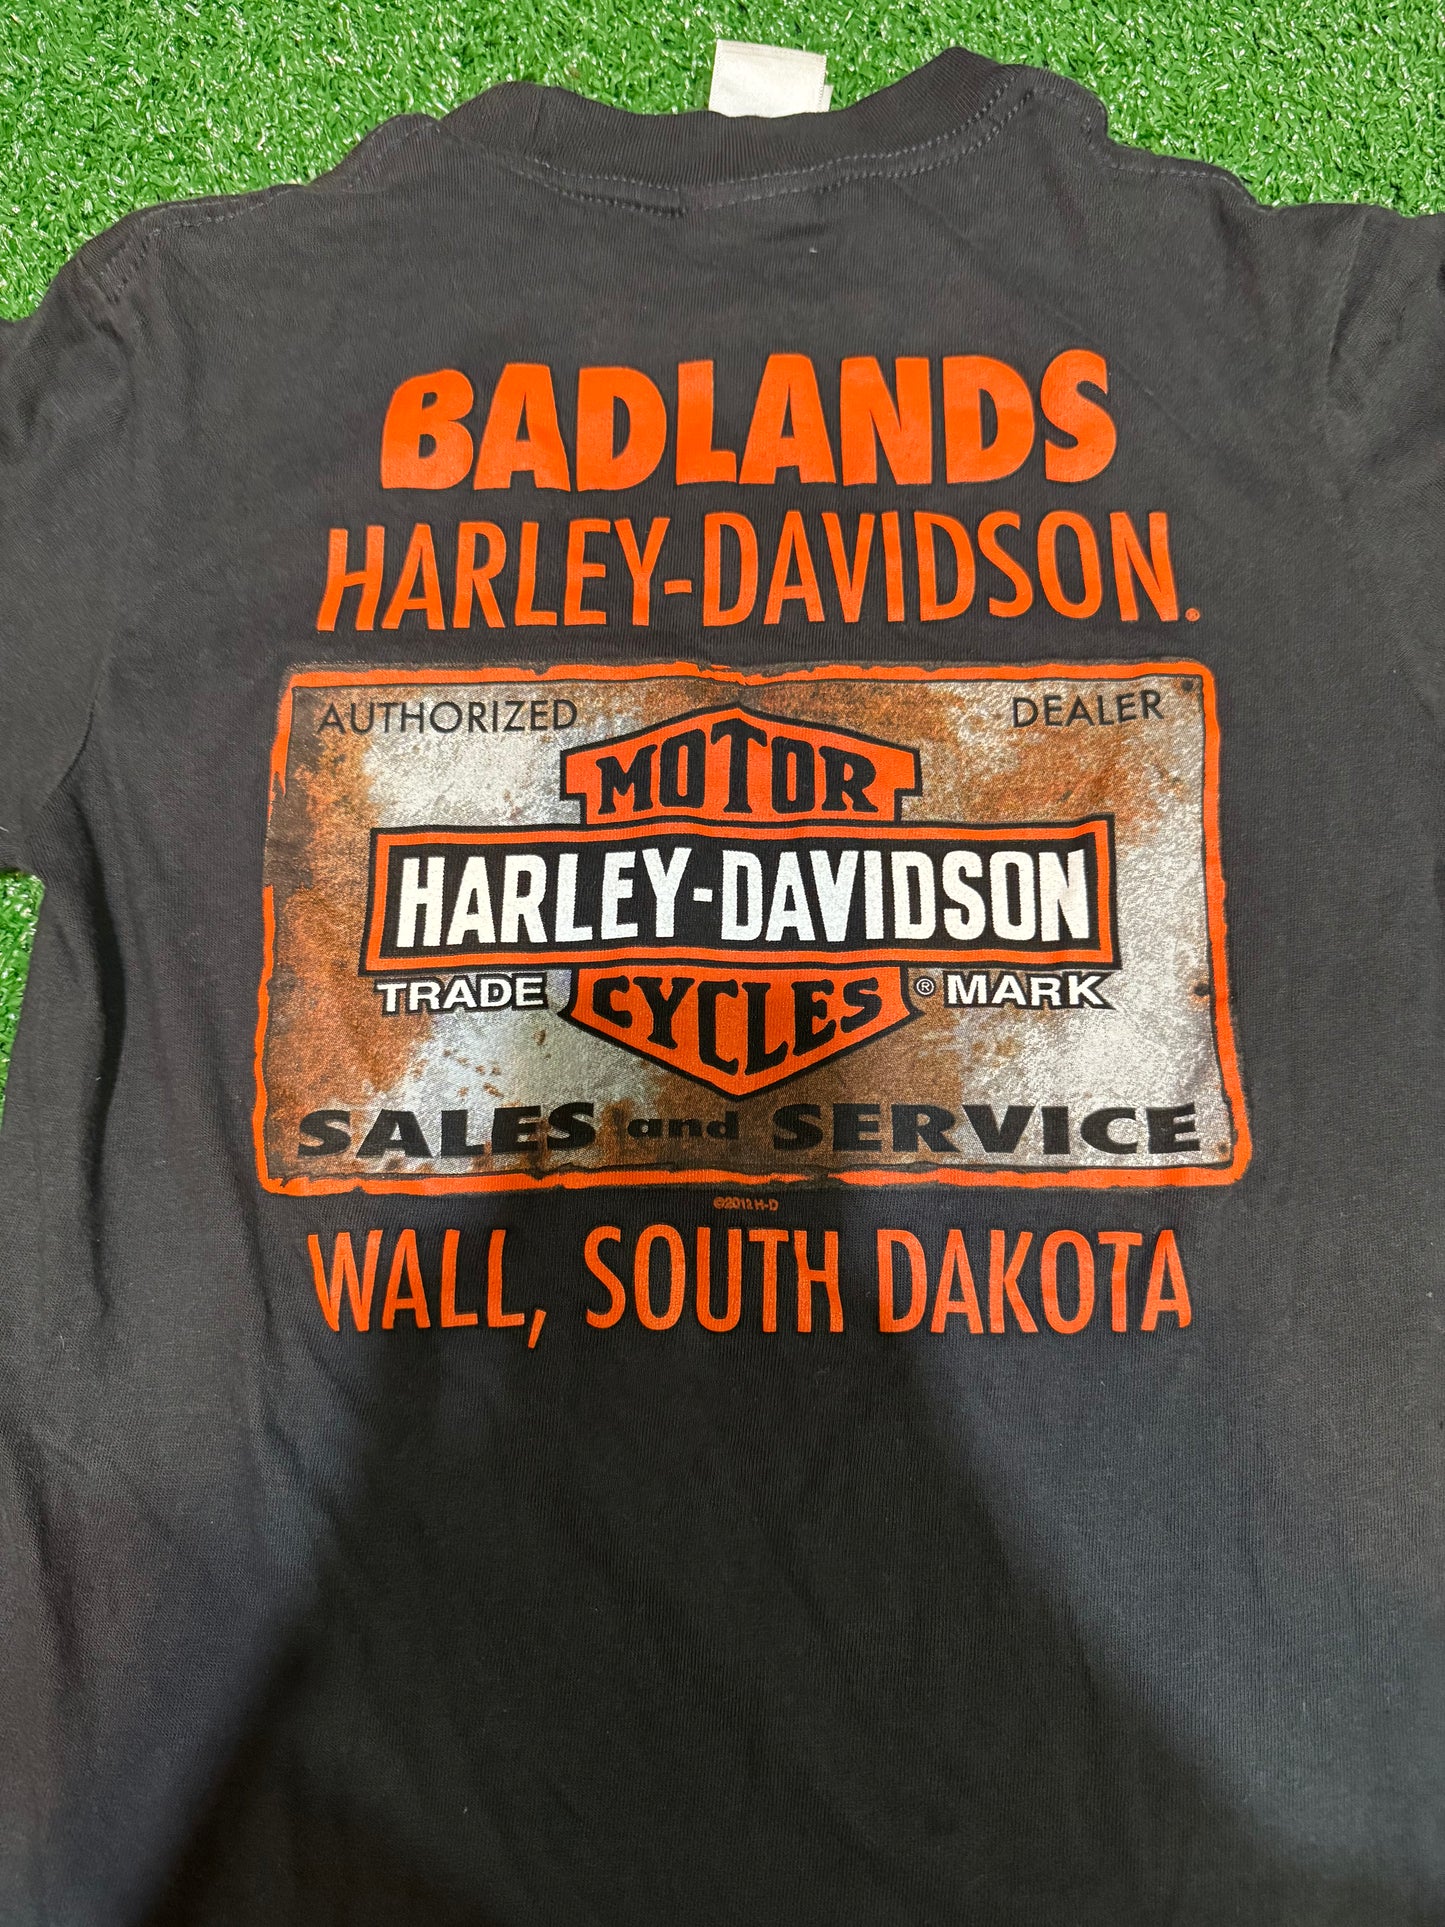 BADLANDS
HARLEY-DAVIDSON®
AUTHORIZED DEALER
MOTOR
HARLEY-DAVIDSON
TRADE ® MARK
CYCLES
SALES and SERVICE
©2012 H-D
WALL, SOUTH DAKOTA